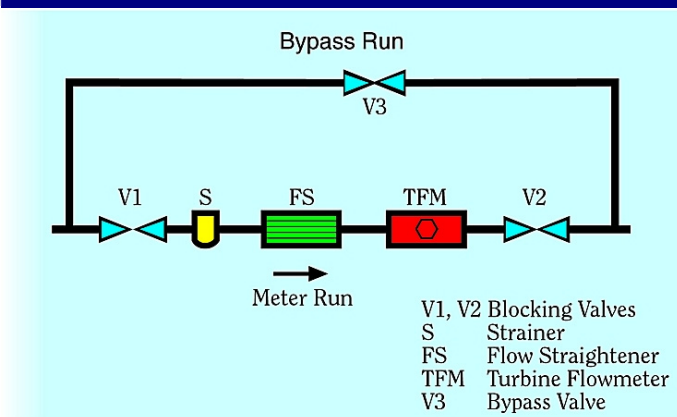 Bypass Run
V3
V1 S FS TFM V2
Meter Run
V1, V2 Blocking Valves
S Strainer
FS Flow Straightener
TFM Turbine Flowmeter
V3 Bypass Valve